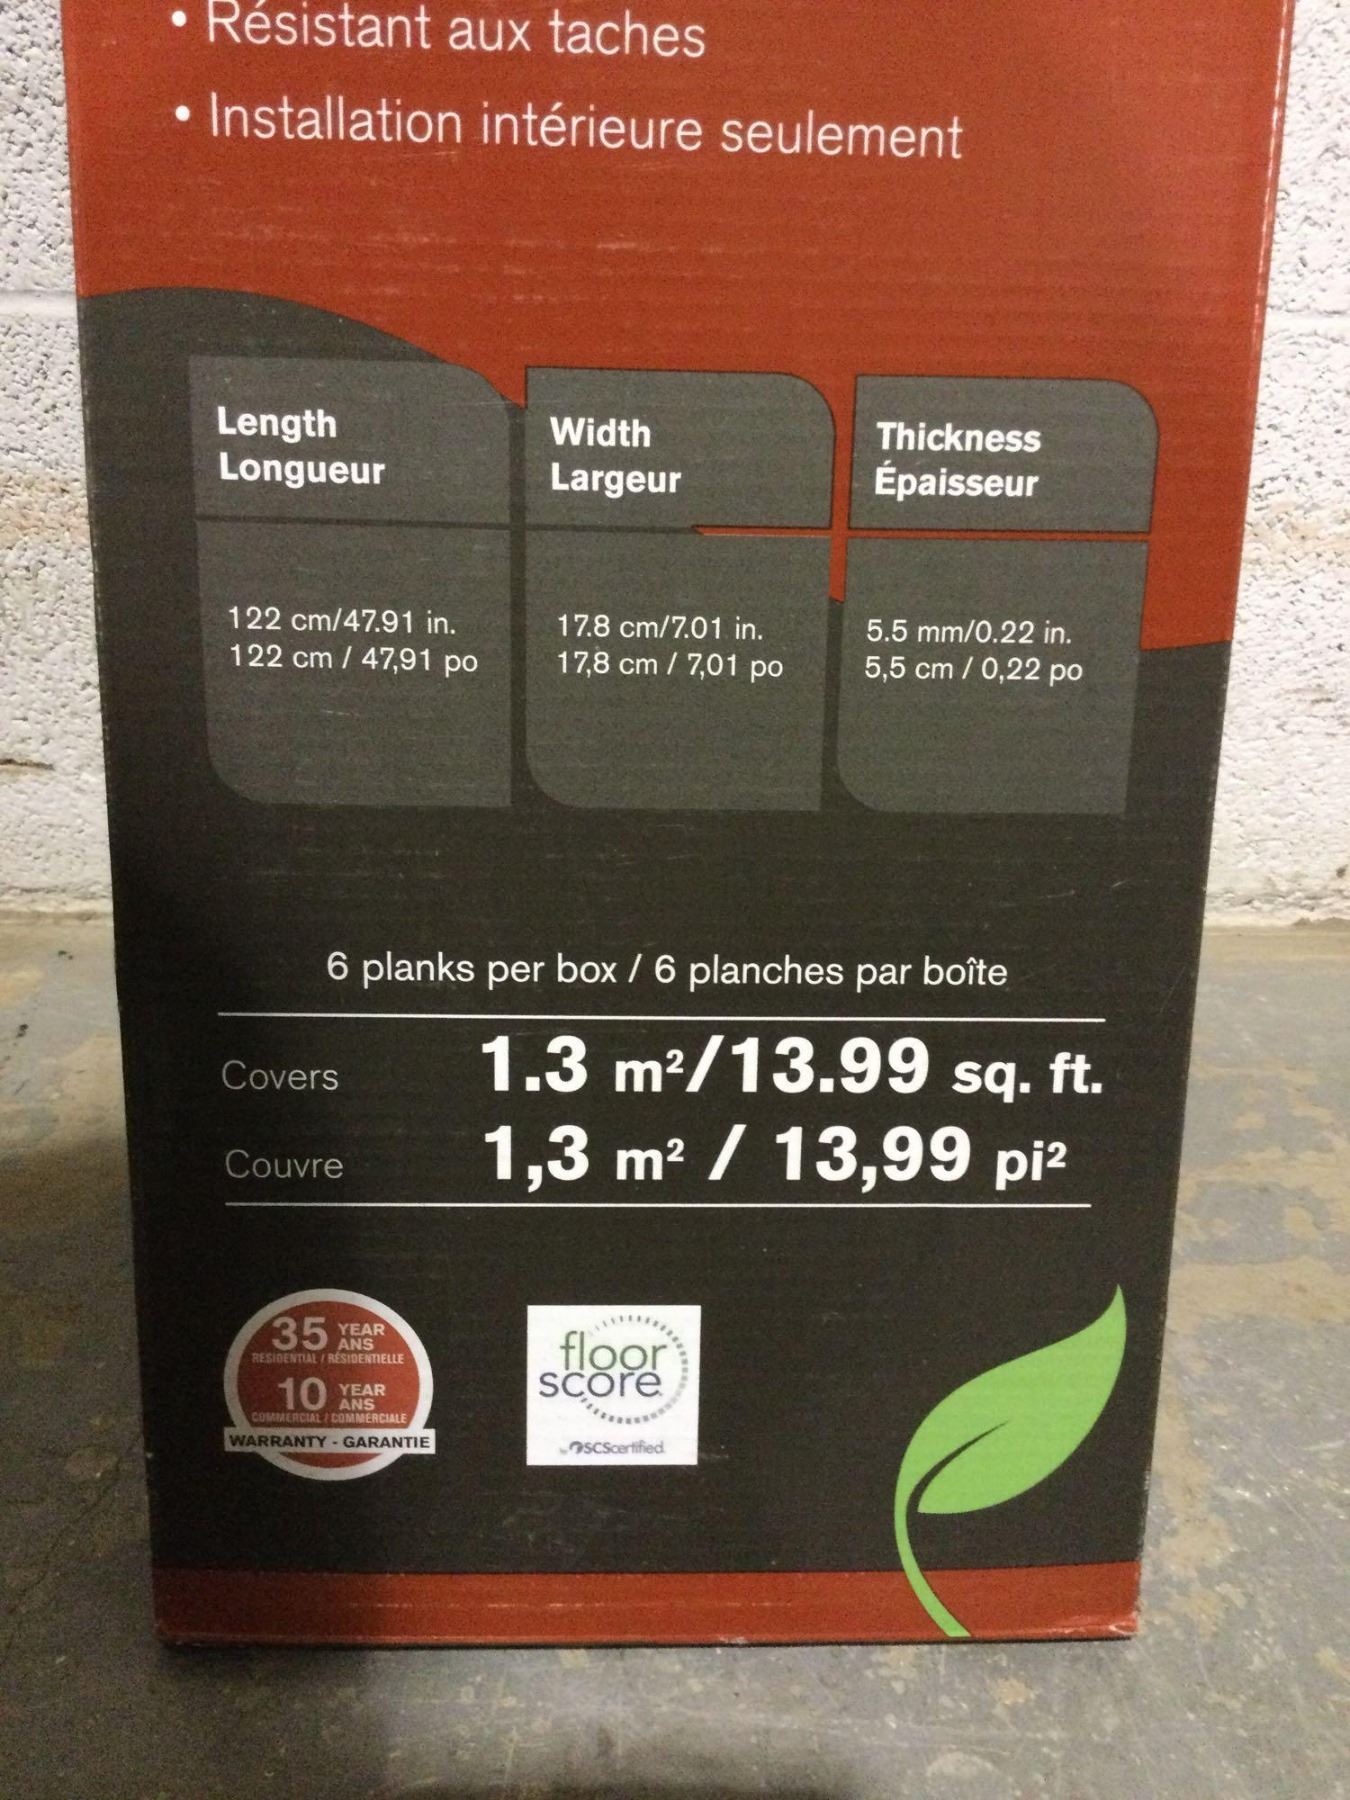 • Résistant aux taches
• Installation intérieure seulement
Length
Longueur
122 cm/47.91 in.
122 cm / 47,91 po
Width
Largeur
17.8 cm/7.01 in.
17,8 cm / 7,01 po
Thickness
Épaisseur
5.5 mm/0.22 in.
5,5 cm / 0,22 po
6 planks per box / 6 planches par boîte
Covers 1.3 m²/13.99 sq. ft.
Couvre 1,3 m² / 13,99 pi²
35 YEAR
ANS
RESIDENTIAL / RÉSIDENTIELLE
10 YEAR
ANS
COMMERCIAL / COMMERCIALE
WARRANTY - GARANTIE
floor
score
by SCScertified